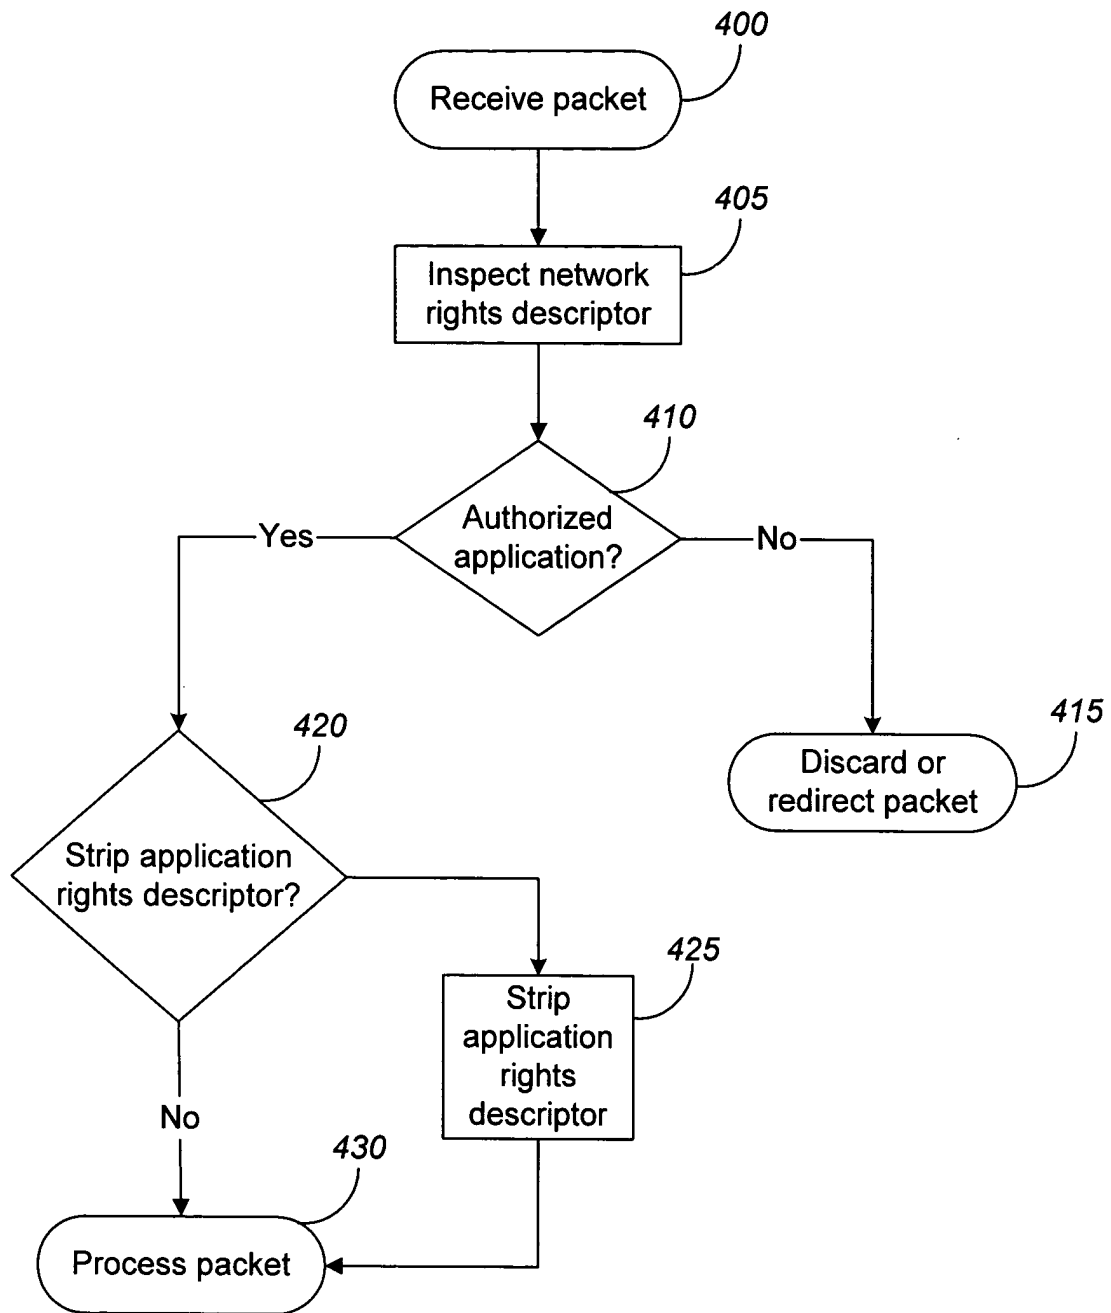 400
Receive packet
405
Inspect network
rights descriptor
410
Authorized
application?
Yes
No
415
Discard or
redirect packet
420
Strip application
rights descriptor?
425
Strip
application
rights
descriptor
No
430
Process packet